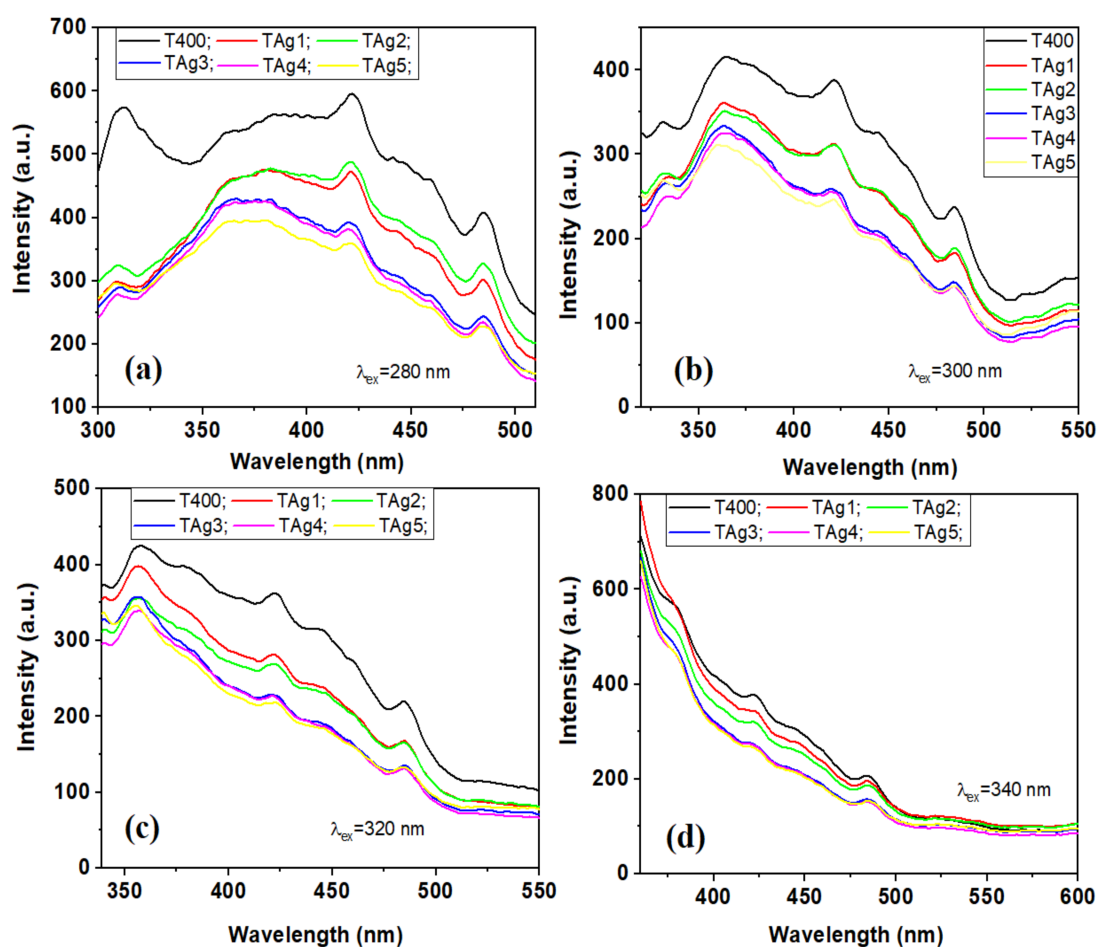 700
600
500
400
300
200
100
Intensity (a.u.)
T400; TAg1; TAg2;
TAg3; TAg4; TAg5;
(a)
λex=280 nm
300 350 400 450 500
Wavelength (nm)
400
300
200
100
0
Intensity (a.u.)
T400
TAg1
TAg2
TAg3
TAg4
TAg5
(b)
λex=300 nm
350 400 450 500 550
Wavelength (nm)
500
400
300
200
100
0
Intensity (a.u.)
T400; TAg1; TAg2;
TAg3; TAg4; TAg5;
(c)
λex=320 nm
350 400 450 500 550
Wavelength (nm)
800
600
400
200
0
Intensity (a.u.)
T400; TAg1; TAg2;
TAg3; TAg4; TAg5;
λex=340 nm
(d)
400 450 500 550 600
Wavelength (nm)